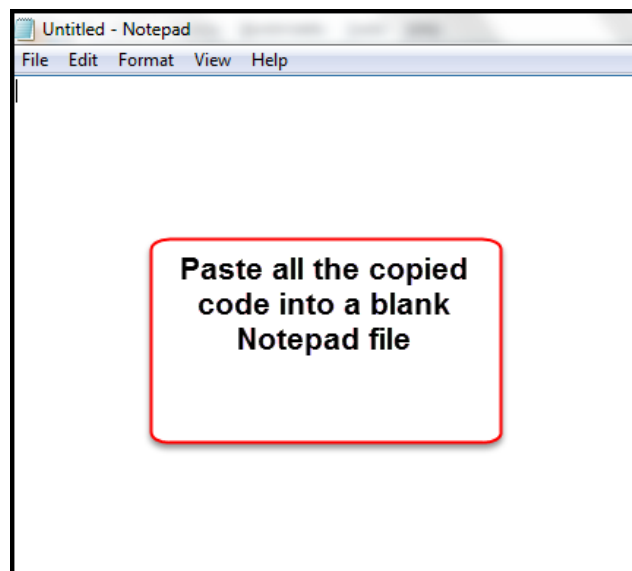 Untitled - Notepad
File Edit Format View Help
Paste all the copied
code into a blank
Notepad file